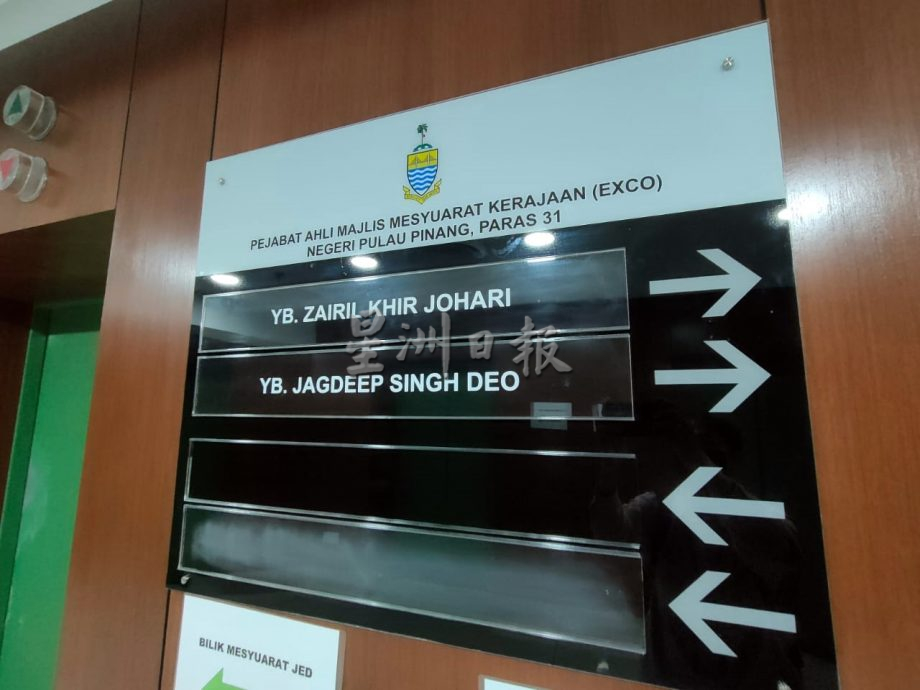 PEJABAT AHLI MAJLIS MESYUARAT KERAJAAN (EXCO)
NEGERI PULAU PINANG, PARAS 31
YB. ZAIRIL KHIR JOHARI
星洲日報
YB. JAGDEEP SINGH DEO
BILIK MESYUARAT JED